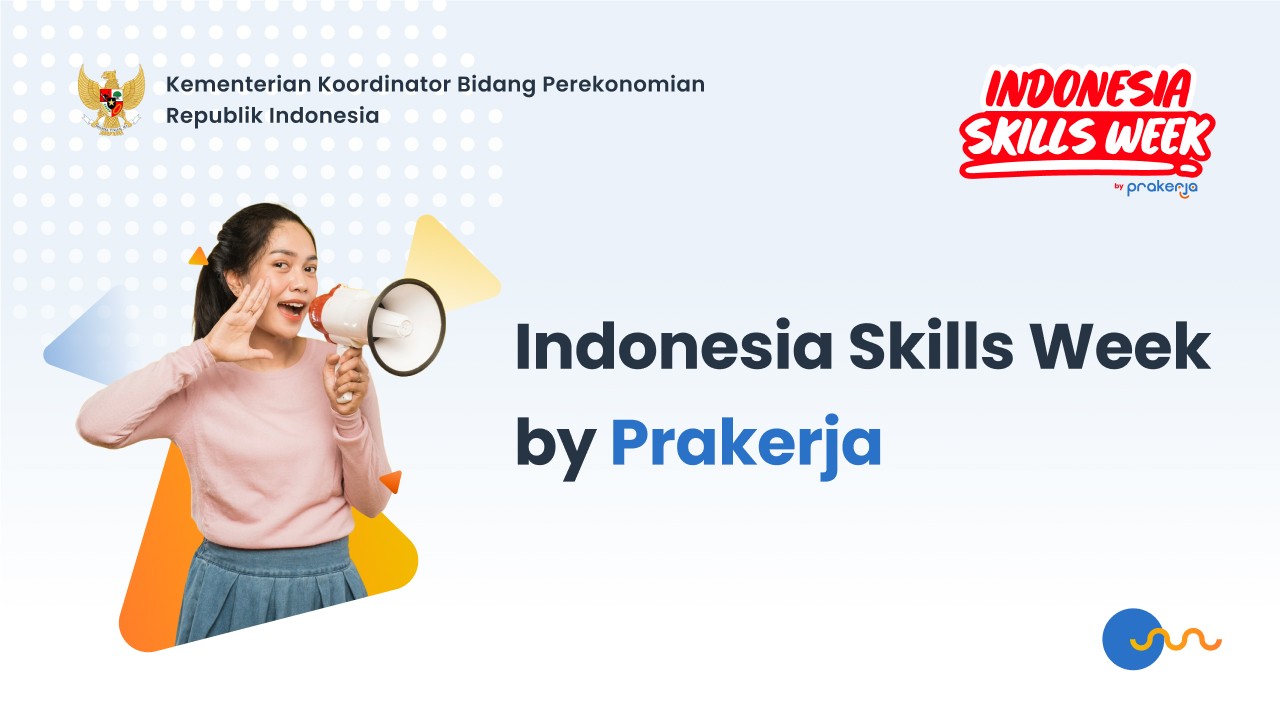 Kementerian Koordinator Bidang Perekonomian
Republik Indonesia
INDONESIA
SKILLS WEEK
by prakerja
Indonesia Skills Week
by Prakerja